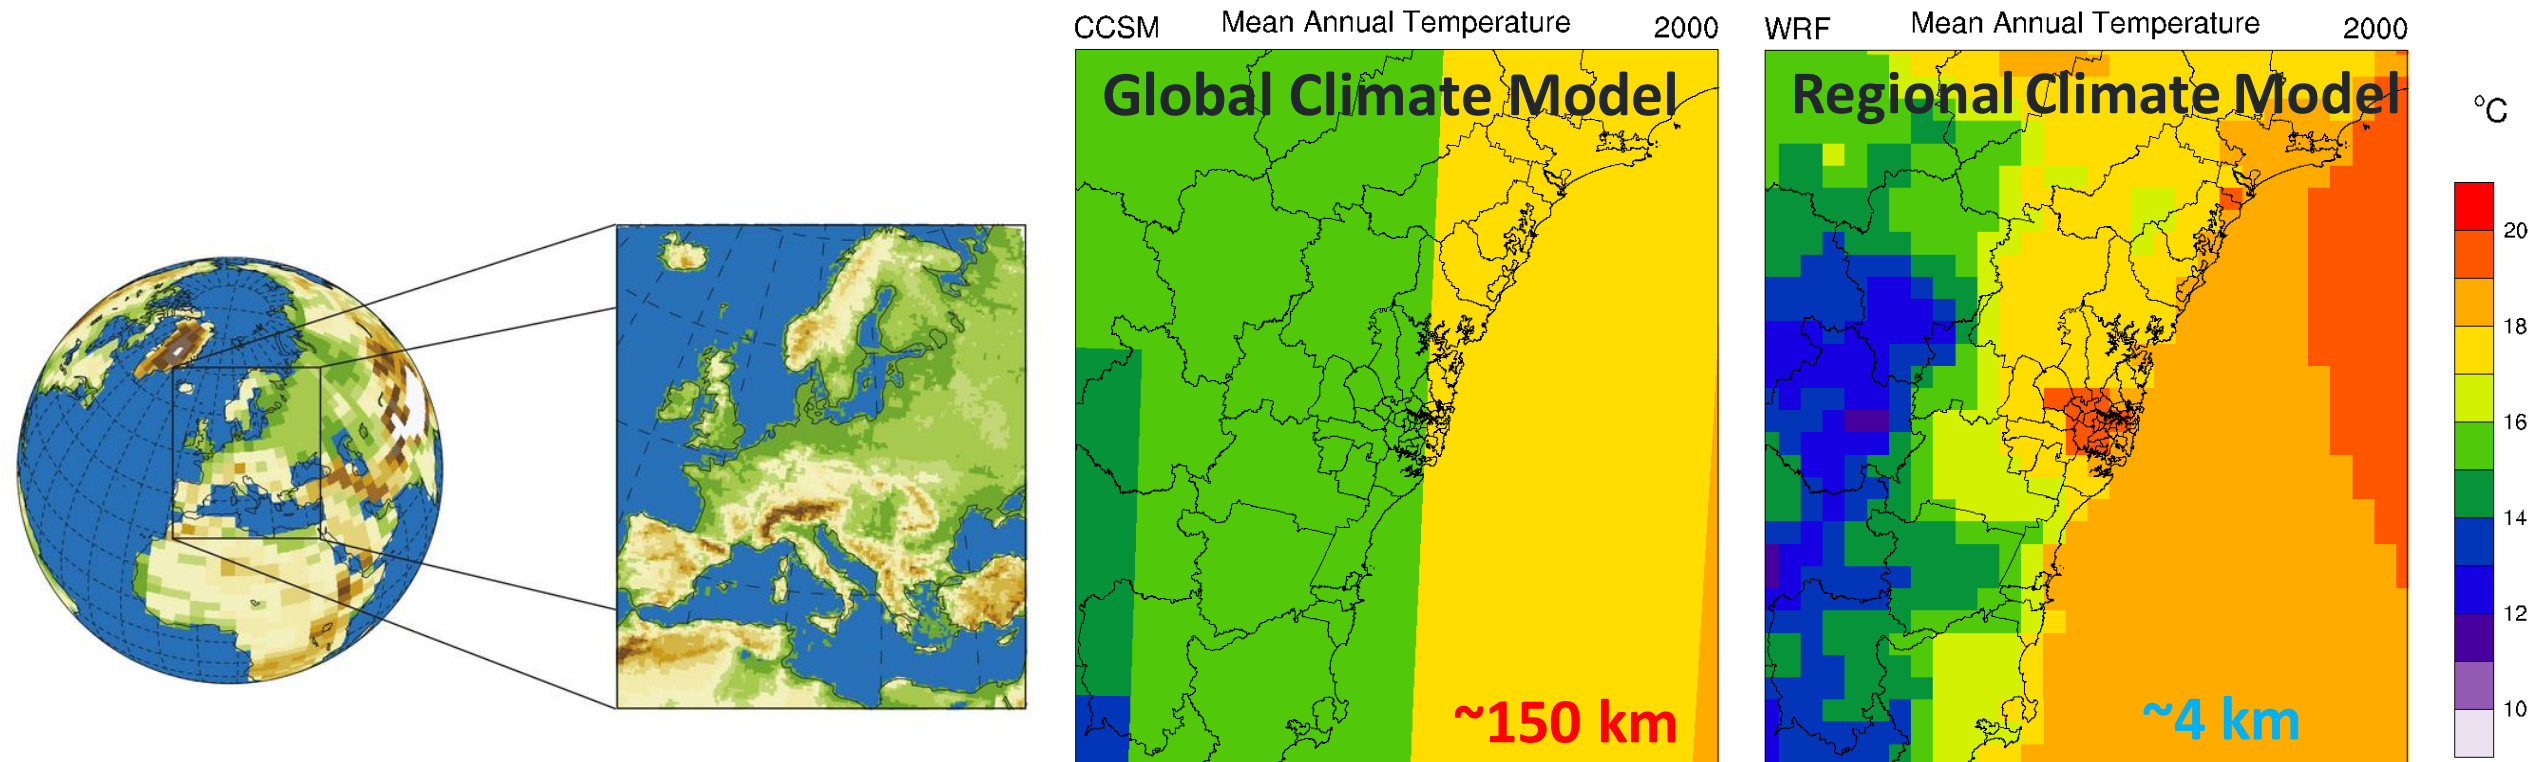 CCSM Mean Annual Temperature 2000
Global Climate Model
~150 km
WRF Mean Annual Temperature 2000
Regional Climate Model
~4 km
°C
20
18
16
14
12
10